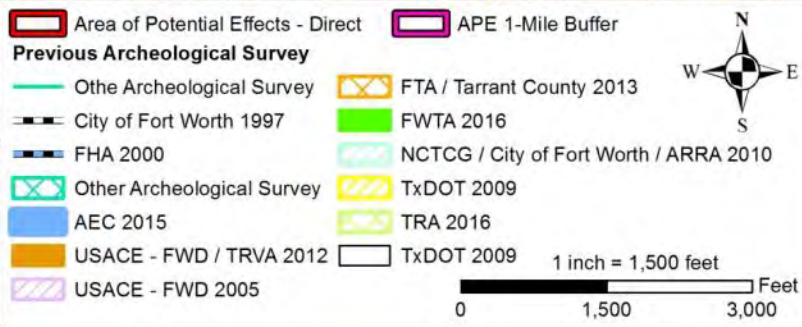 Area of Potential Effects - Direct
APE 1-Mile Buffer
Previous Archeological Survey
Othe Archeological Survey
City of Fort Worth 1997
FHA 2000
Other Archeological Survey
AEC 2015
USACE - FWD / TRVA 2012
USACE - FWD 2005
FTA / Tarrant County 2013
FWTA 2016
NCTCG / City of Fort Worth / ARRA 2010
TxDOT 2009
TRA 2016
TxDOT 2009
N
W E
S
1 inch = 1,500 feet
Feet
0 1,500 3,000